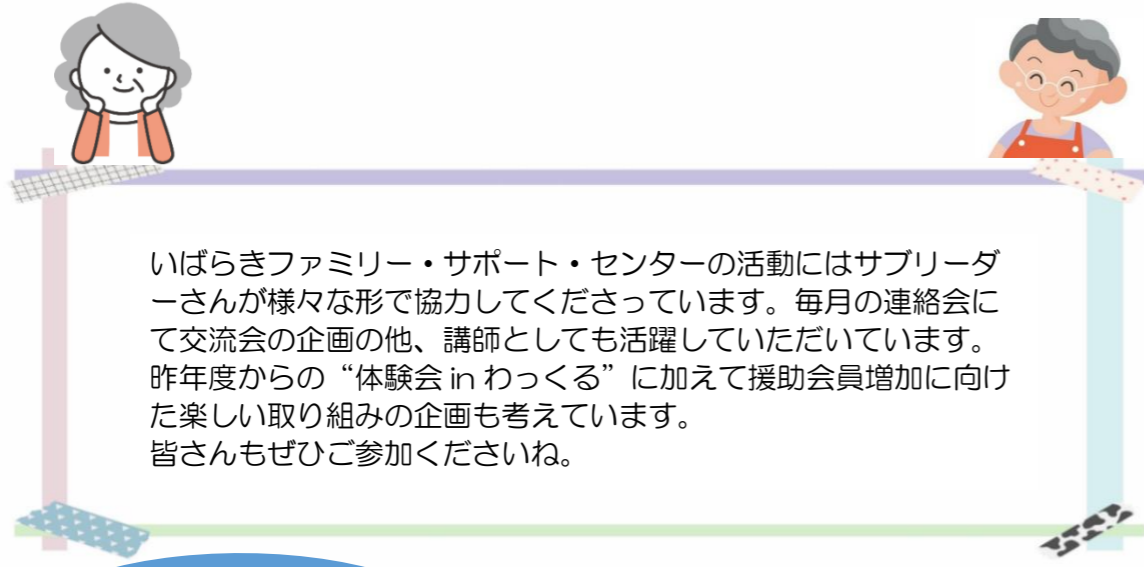 いばらきファミリー・サポート・センターの活動にはサブリーダ
ーさんが様々な形で協力してくださっています。毎月の連絡会に
て交流会の企画の他、講師としても活躍していただいています。
昨年度からの“体験会 in わっくる”に加えて援助会員増加に向け
た楽しい取り組みの企画も考えています。
皆さんもぜひご参加くださいね。